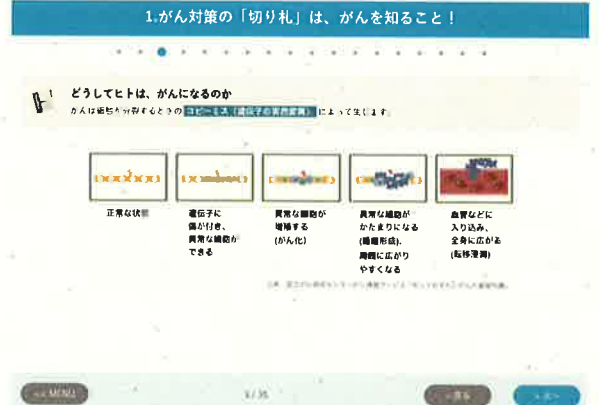 1.がん対策の「切り札」は、がんを知ること！
どうしてヒトは、がんになるのか
がんは細胞が分裂するときの コピーミス（遺伝子の突然変異） によって生じます
正常な状態
遺伝子に
傷が付き、
異常な細胞が
できる
異常な細胞が
増殖する
(がん化)
異常な細胞が
かたまりになる
(腫瘤形成)、
周囲に広がり
やすくなる
血管などに
入り込み、
全身に広がる
(転移浸潤)
<< MENU
< 戻る
> 次へ